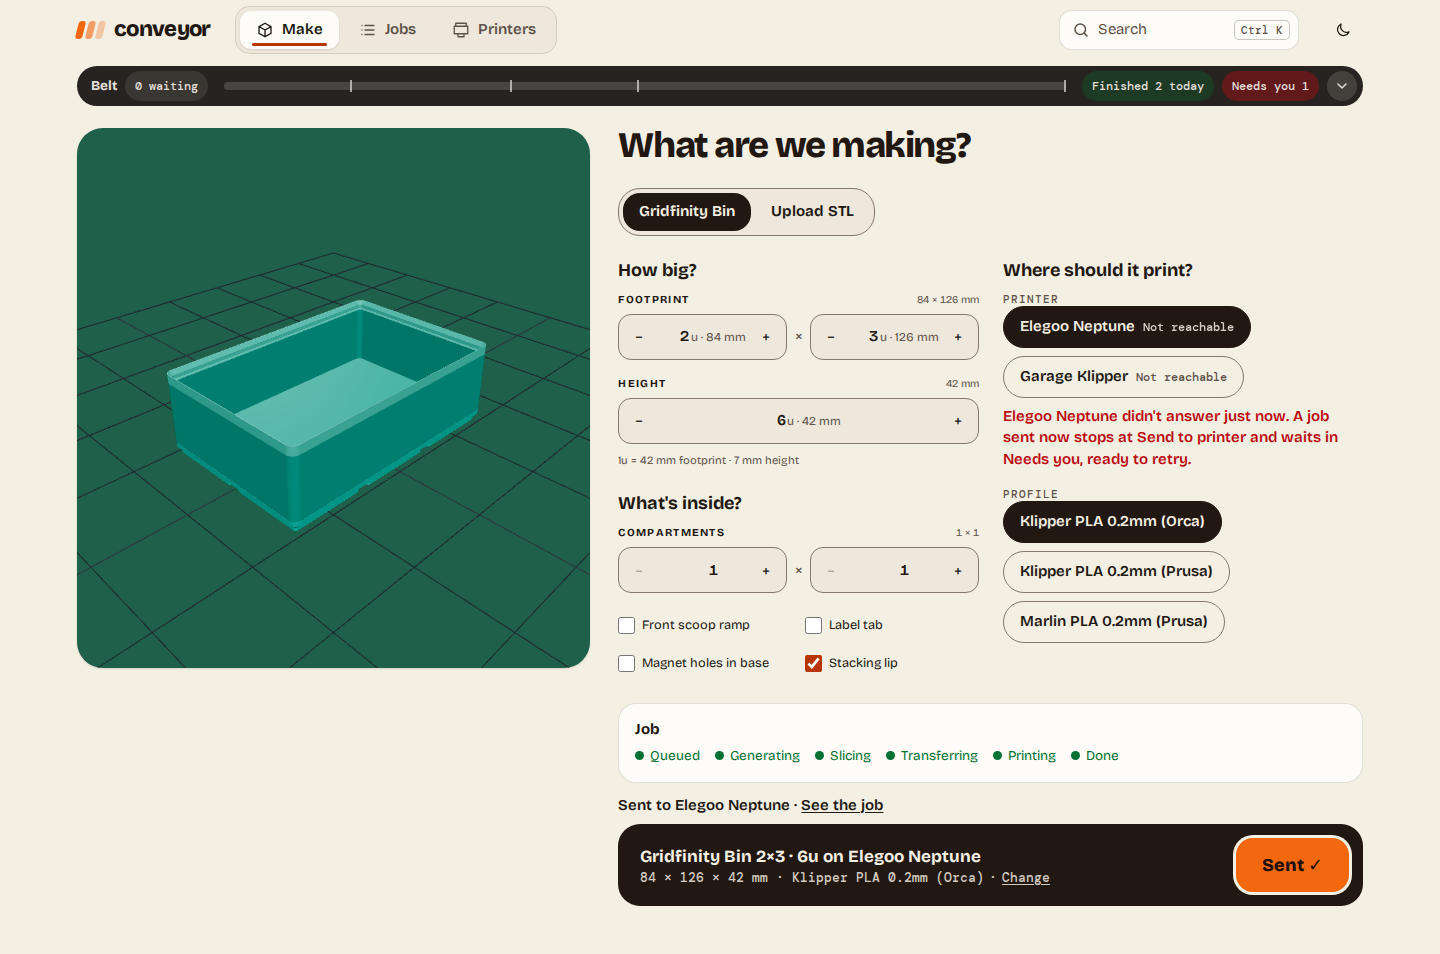 conveyor
Make
Jobs
Printers
Search
Ctrl K
Belt
0 waiting
Finished 2 today
Needs you 1
What are we making?
Gridfinity Bin
Upload STL
How big?
FOOTPRINT
84 × 126 mm
− 2 u · 84 mm + × − 3 u · 126 mm +
HEIGHT
42 mm
− 6 u · 42 mm +
1u = 42 mm footprint · 7 mm height
What's inside?
COMPARTMENTS
1 × 1
− 1 + × − 1 +
Front scoop ramp
Label tab
Magnet holes in base
Stacking lip
Where should it print?
PRINTER
Elegoo Neptune Not reachable
Garage Klipper Not reachable
Elegoo Neptune didn't answer just now. A job
sent now stops at Send to printer and waits in
Needs you, ready to retry.
PROFILE
Klipper PLA 0.2mm (Orca)
Klipper PLA 0.2mm (Prusa)
Marlin PLA 0.2mm (Prusa)
Job
Queued
Generating
Slicing
Transferring
Printing
Done
Sent to Elegoo Neptune · See the job
Gridfinity Bin 2×3 · 6u on Elegoo Neptune
84 × 126 × 42 mm · Klipper PLA 0.2mm (Orca) · Change
Sent ✓